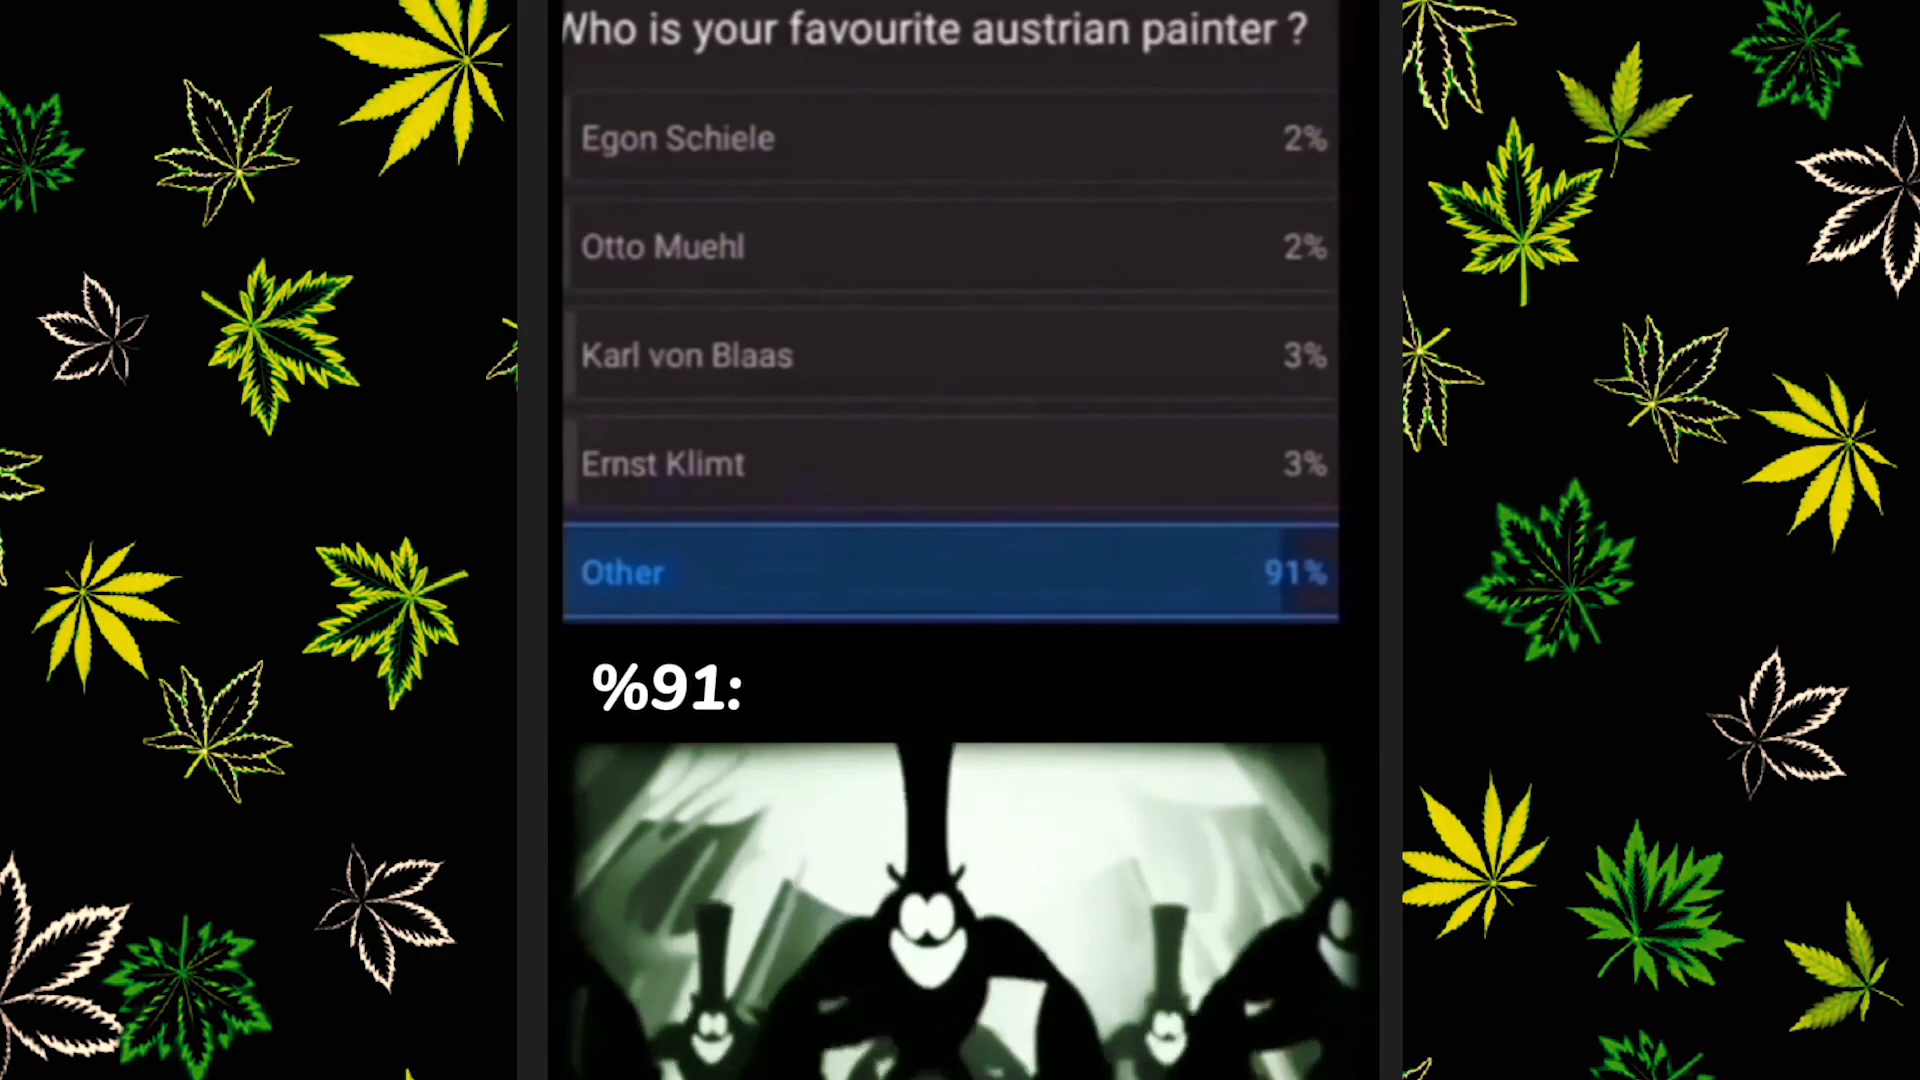 Who is your favourite austrian painter ?
Egon Schiele 2%
Otto Muehl 2%
Karl von Blaas 3%
Ernst Klimt 3%
Other 91%
%91: